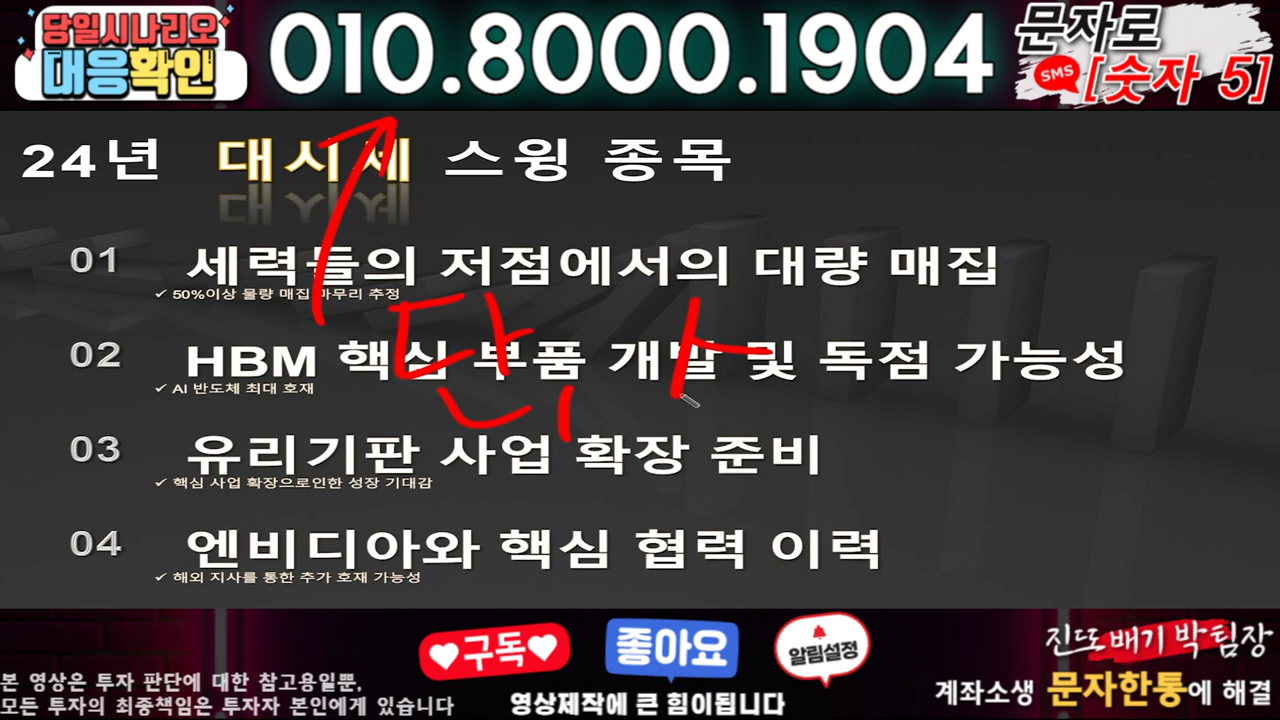 당일시나리오
대응확인
010.8000.1904
문자로
SMS [숫자 5]
24년 대시세 스윙 종목
01 세력들의 저점에서의 대량 매집
✓ 50%이상 물량 매집 마무리 추정
02 HBM 핵심 부품 개발 및 독점 가능성
✓ AI 반도체 최대 호재
03 유리기판 사업 확장 준비
✓ 핵심 사업 확장으로인한 성장 기대감
04 엔비디아와 핵심 협력 이력
✓ 해외 지사를 통한 추가 호재 가능성
구독
좋아요
알림설정
영상제작에 큰 힘이됩니다
본 영상은 투자 판단에 대한 참고용일뿐,
모든 투자의 최종책임은 투자자 본인에게 있습니다
진또배기 박팀장
계좌소생 문자한통에 해결